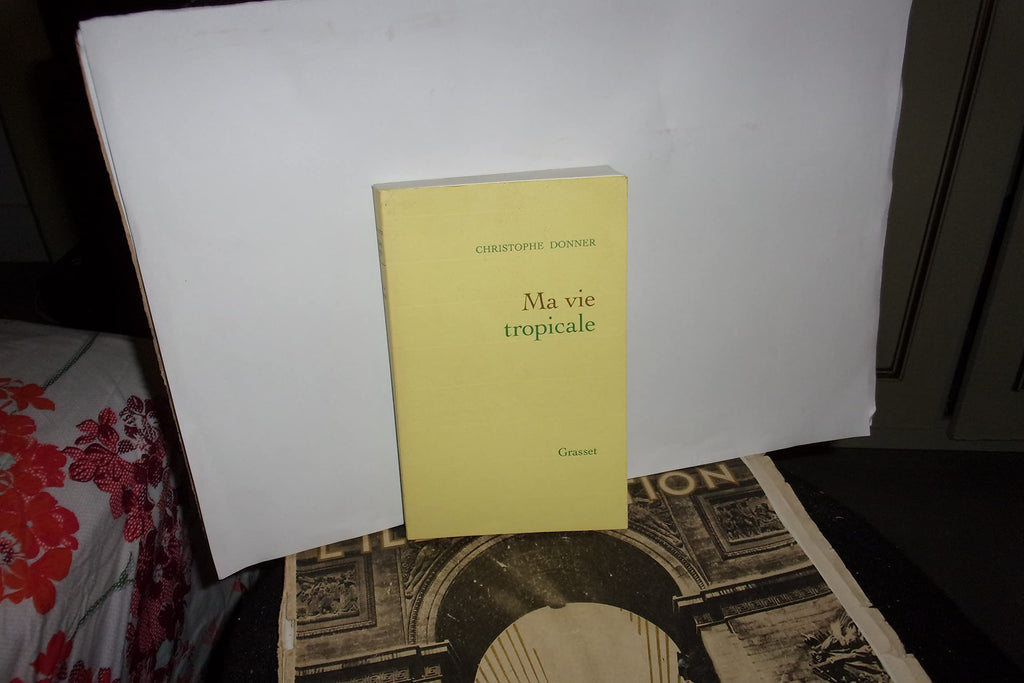 CHRISTOPHE DONNER
Ma vie
tropicale
Grasset